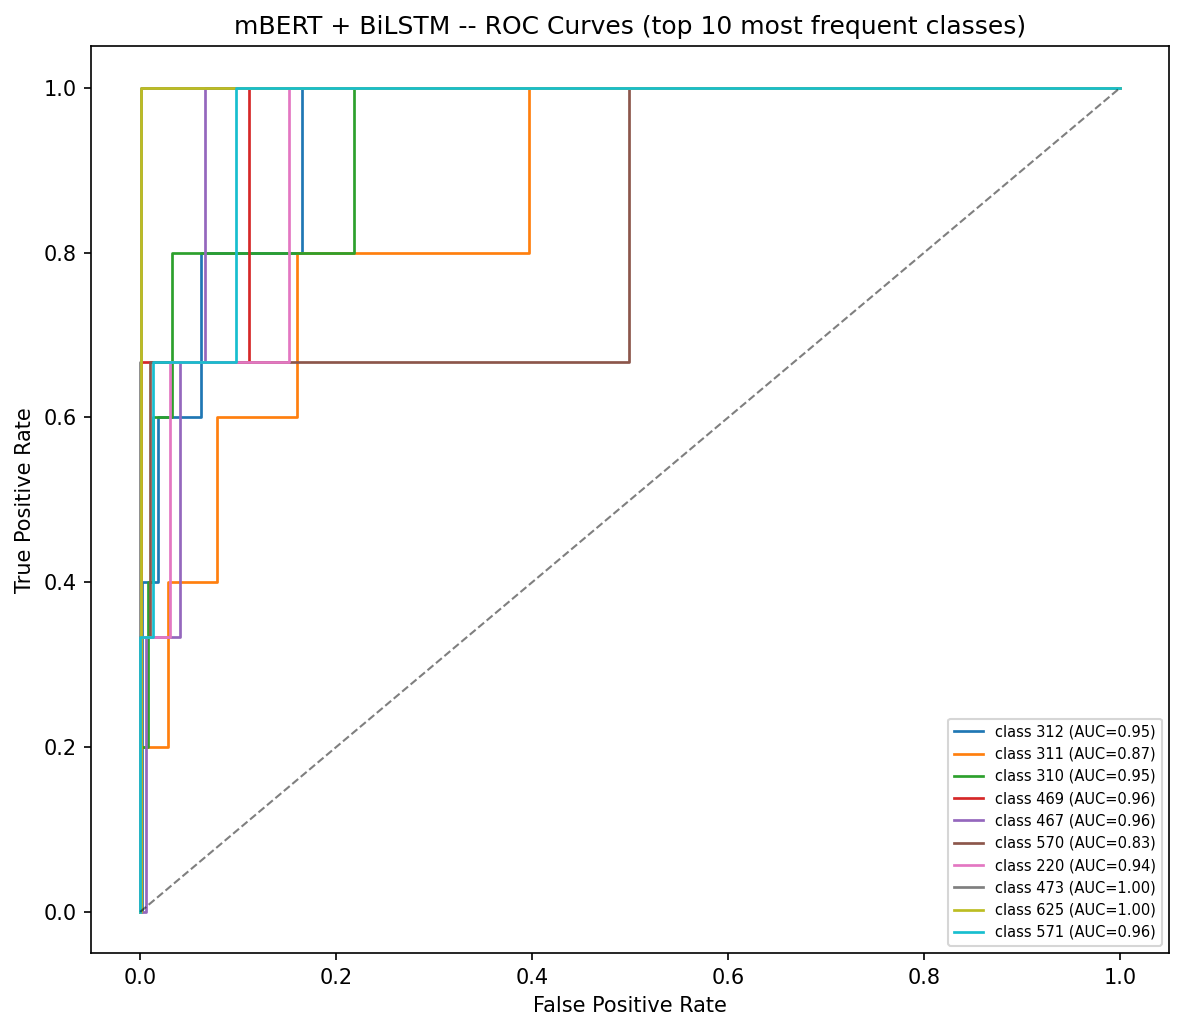 mBERT + BiLSTM -- ROC Curves (top 10 most frequent classes)
True Positive Rate
1.0
0.8
0.6
0.4
0.2
0.0
class 312 (AUC=0.95)
class 311 (AUC=0.87)
class 310 (AUC=0.95)
class 469 (AUC=0.96)
class 467 (AUC=0.96)
class 570 (AUC=0.83)
class 220 (AUC=0.94)
class 473 (AUC=1.00)
class 625 (AUC=1.00)
class 571 (AUC=0.96)
0.0 0.2 0.4 0.6 0.8 1.0
False Positive Rate